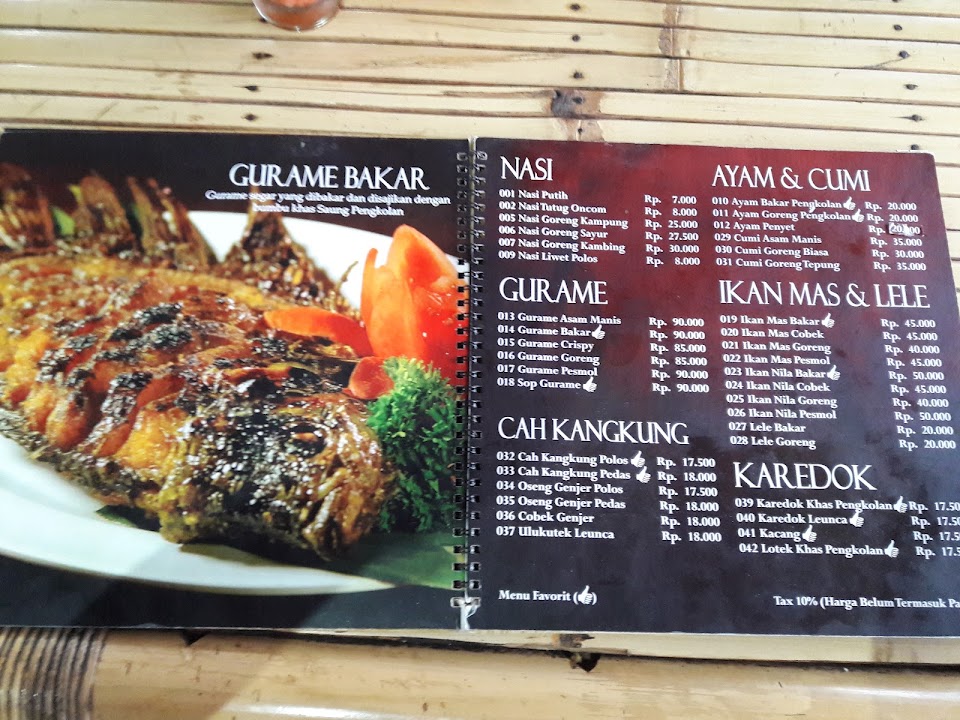 GURAME BAKAR
Gurame segar yang dibakar dan disajikan dengan
bumbu khas Saung Pengkolan
NASI
001 Nasi Putih Rp. 7.000
002 Nasi Tutug Oncom Rp. 8.000
005 Nasi Goreng Kampung Rp. 25.000
006 Nasi Goreng Sayur Rp. 27.500
007 Nasi Goreng Kambing Rp. 30.000
009 Nasi Liwet Polos Rp. 8.000
GURAME
013 Gurame Asam Manis Rp. 90.000
014 Gurame Bakar Rp. 90.000
015 Gurame Crispy Rp. 85.000
016 Gurame Goreng Rp. 85.000
017 Gurame Pesmol Rp. 90.000
018 Sop Gurame Rp. 90.000
CAH KANGKUNG
032 Cah Kangkung Polos Rp. 17.500
033 Cah Kangkung Pedas Rp. 18.000
034 Oseng Genjer Polos Rp. 17.500
035 Oseng Genjer Pedas Rp. 18.000
036 Cobek Genjer Rp. 18.000
037 Ulukutek Leunca Rp. 18.000
Menu Favorit ( )
AYAM & CUMI
010 Ayam Bakar Pengkolan Rp. 20.000
011 Ayam Goreng Pengkolan Rp. 20.000
012 Ayam Penyet Rp.
029 Cumi Asam Manis Rp. 35.000
030 Cumi Goreng Biasa Rp. 30.000
031 Cumi Goreng Tepung Rp. 35.000
IKAN MAS & LELE
019 Ikan Mas Bakar Rp. 45.000
020 Ikan Mas Cobek Rp. 45.000
021 Ikan Mas Goreng Rp. 40.000
022 Ikan Mas Pesmol Rp. 45.000
023 Ikan Nila Bakar Rp. 50.000
024 Ikan Nila Cobek Rp. 45.000
025 Ikan Nila Goreng Rp. 40.000
026 Ikan Nila Pesmol Rp. 50.000
027 Lele Bakar Rp. 20.000
028 Lele Goreng Rp. 20.000
KAREDOK
039 Karedok Khas Pengkolan Rp. 17.50
040 Karedok Leunca Rp. 17.5
041 Kacang Rp. 17.5
042 Lotek Khas Pengkolan Rp. 17.5
Tax 10% (Harga Belum Termasuk Pa